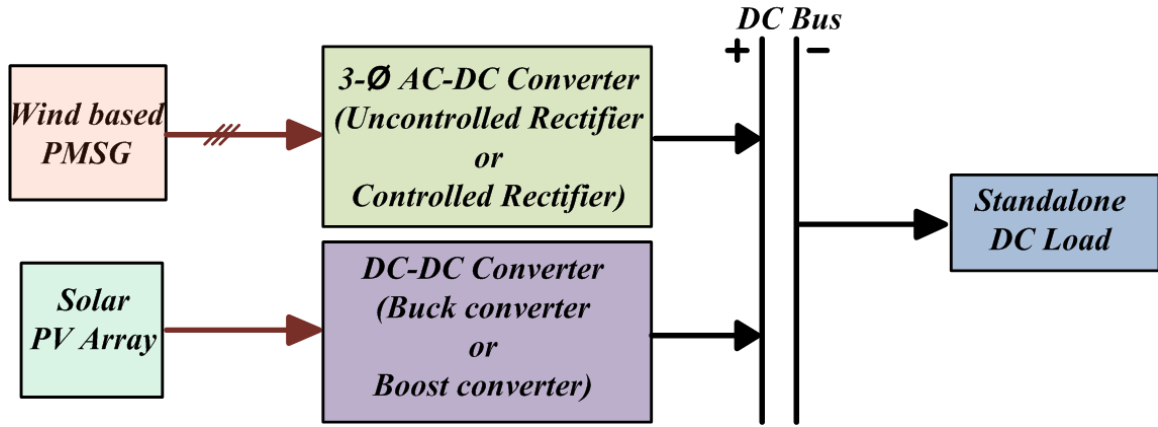 DC Bus
+ −
Wind based
PMSG
3-Ø AC-DC Converter
(Uncontrolled Rectifier
or
Controlled Rectifier)
Standalone
DC Load
Solar
PV Array
DC-DC Converter
(Buck converter
or
Boost converter)